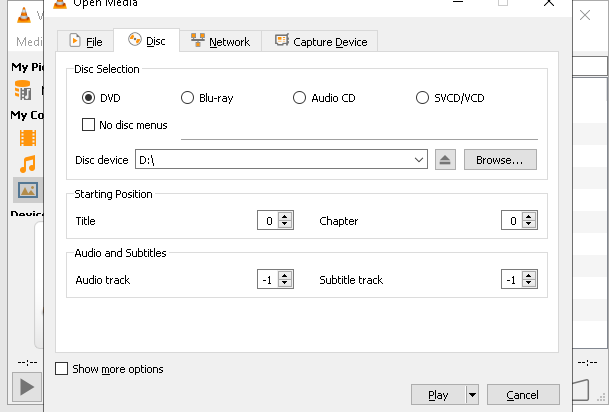 Open Media
V
Medi
File
Disc
Network
Capture Device
My Pi
Disc Selection
DVD
Blu-ray
Audio CD
SVCD/VCD
My Co
No disc menus
Disc device
D:\
Browse...
Device
Starting Position
Title
0
Chapter
0
Audio and Subtitles
Audio track
-1
Subtitle track
-1
--:--
--:--
Show more options
Play
Cancel